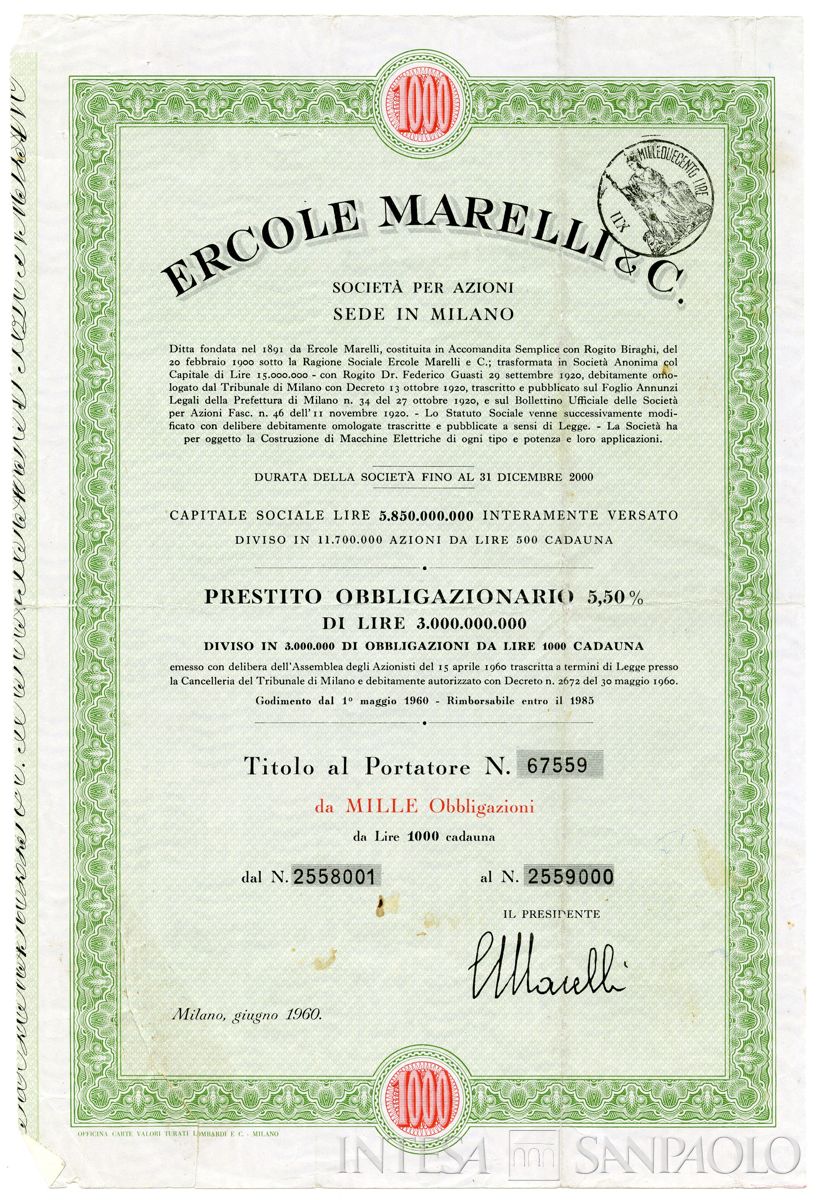 1000
MILLEDUECENTO LIRE
XII
ERCOLE MARELLI & C.
SOCIETÀ PER AZIONI
SEDE IN MILANO
Ditta fondata nel 1891 da Ercole Marelli, costituita in Accomandita Semplice con Rogito Biraghi, del
20 febbraio 1900 sotto la Ragione Sociale Ercole Marelli e C.; trasformata in Società Anonima col
Capitale di Lire 15.000.000 - con Rogito Dr. Federico Guasti 29 settembre 1920, debitamente omo-
logato dal Tribunale di Milano con Decreto 13 ottobre 1920, trascritto e pubblicato sul Foglio Annunzi
Legali della Prefettura di Milano n. 34 del 27 ottobre 1920, e sul Bollettino Ufficiale delle Società
per Azioni Fasc. n. 46 dell'11 novembre 1920. - Lo Statuto Sociale venne successivamente modi-
ficato con delibere debitamente omologate trascritte e pubblicate a sensi di Legge. - La Società ha
per oggetto la Costruzione di Macchine Elettriche di ogni tipo e potenza e loro applicazioni.
DURATA DELLA SOCIETÀ FINO AL 31 DICEMBRE 2000
CAPITALE SOCIALE LIRE 5.850.000.000 INTERAMENTE VERSATO
DIVISO IN 11.700.000 AZIONI DA LIRE 500 CADAUNA
PRESTITO OBBLIGAZIONARIO 5,50 %
DI LIRE 3.000.000.000
DIVISO IN 3.000.000 DI OBBLIGAZIONI DA LIRE 1000 CADAUNA
emesso con delibera dell'Assemblea degli Azionisti del 15 aprile 1960 trascritta a termini di Legge presso
la Cancelleria del Tribunale di Milano e debitamente autorizzato con Decreto n. 2672 del 30 maggio 1960.
Godimento dal 1º maggio 1960 - Rimborsabile entro il 1985
Titolo al Portatore N. 67559
da MILLE Obbligazioni
da Lire 1000 cadauna
dal N. 2558001 al N. 2559000
IL PRESIDENTE
Marelli
Milano, giugno 1960.
1000
OFFICINA CARTE VALORI TURATI LOMBARDI E C. - MILANO
INTESA SANPAOLO